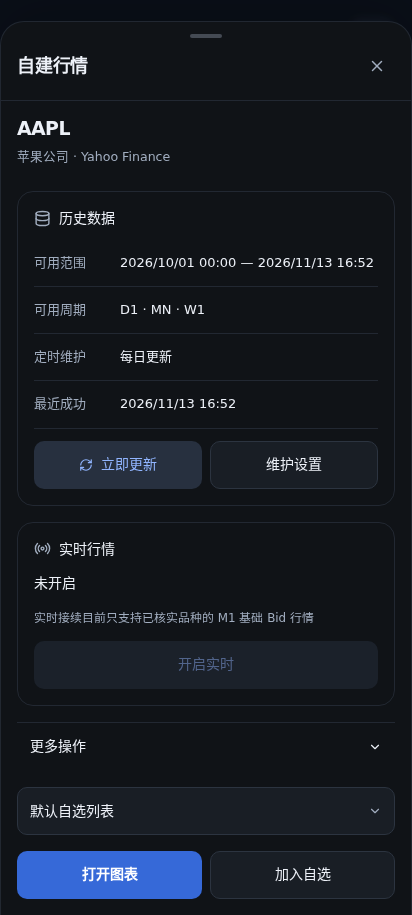 自建行情
AAPL
苹果公司 · Yahoo Finance
历史数据
可用范围 2026/10/01 00:00 — 2026/11/13 16:52
可用周期 D1 · MN · W1
定时维护 每日更新
最近成功 2026/11/13 16:52
立即更新 维护设置
实时行情
未开启
实时接续目前只支持已核实品种的 M1 基础 Bid 行情
开启实时
更多操作
默认自选列表
打开图表 加入自选